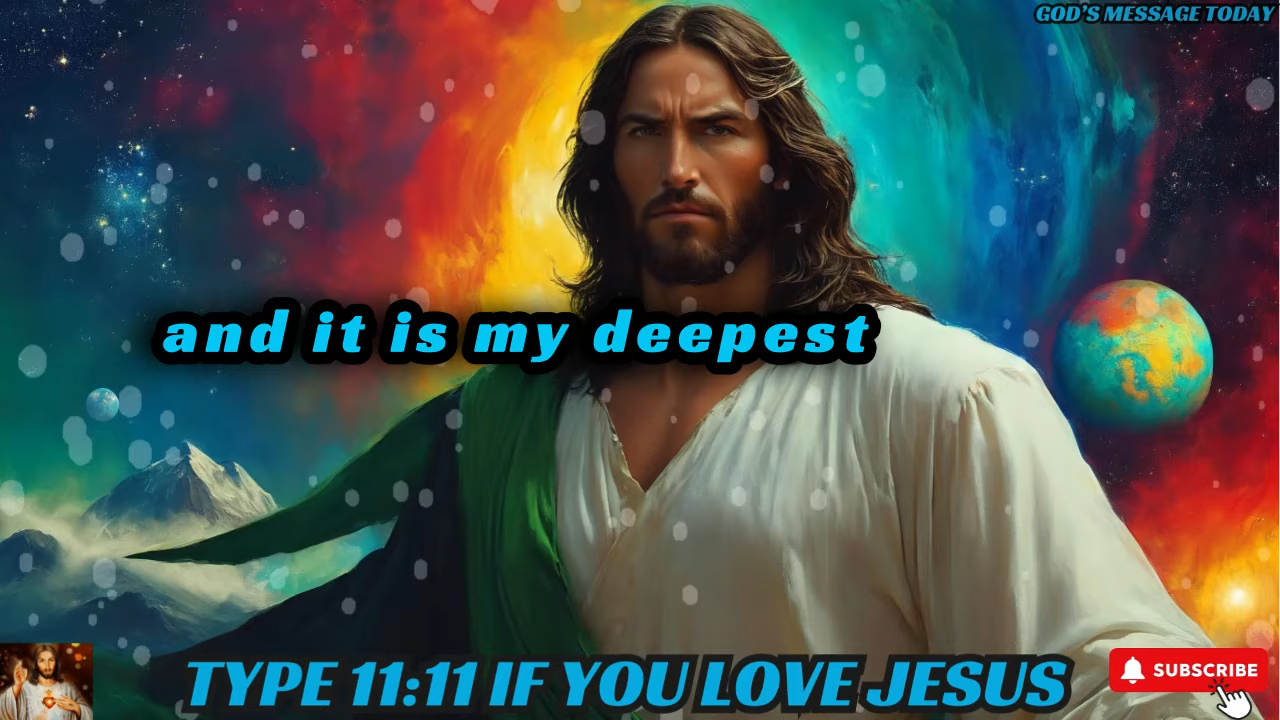 GOD'S MESSAGE TODAY
and it is my deepest
TYPE 11:11 IF YOU LOVE JESUS
SUBSCRIBE